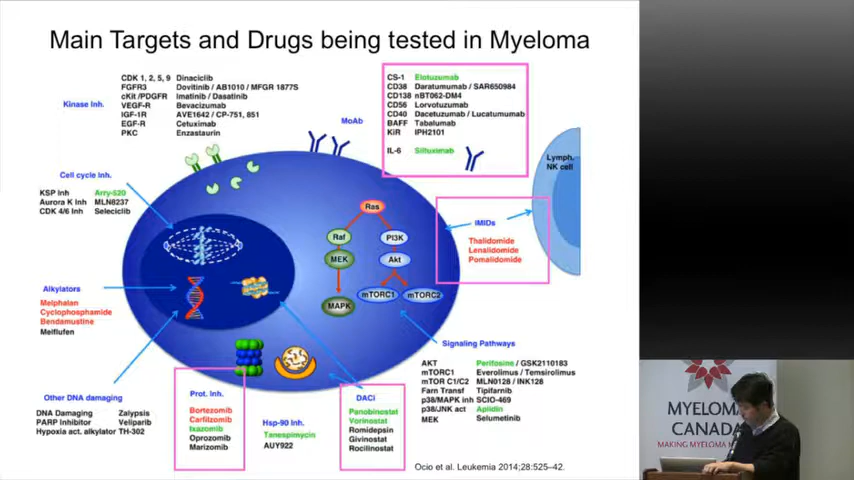 Main Targets and Drugs being tested in Myeloma
Kinase Inh.
CDK 1, 2, 5, 9 Dinaciclib
FGFR3 Dovitinib / AB1010 / MFGR 1877S
cKit /PDGFR Imatinib / Dasatinib
VEGF-R Bevacizumab
IGF-1R AVE1642 / CP-751, 851
EGF-R Cetuximab
PKC Enzastaurin
MoAb
CS-1 Elotuzumab
CD38 Daratumumab / SAR650984
CD138 nBT062-DM4
CD56 Lorvotuzumab
CD40 Dacetuzumab / Lucatumumab
BAFF Tabalumab
KiR IPH2101
IL-6 Siltuximab
Lymph.
NK cell
Cell cycle Inh.
KSP Inh Arry-520
Aurora K Inh MLN8237
CDK 4/6 Inh Seleciclib
Ras
Raf
PI3K
MEK
Akt
MAPK
mTORC1
mTORC2
IMIDs
Thalidomide
Lenalidomide
Pomalidomide
Alkylators
Melphalan
Cyclophosphamide
Bendamustine
Melflufen
Signaling Pathways
AKT Perifosine / GSK2110183
mTORC1 Everolimus / Temsirolimus
mTOR C1/C2 MLN0128 / INK128
Farn Transf Tipifarnib
p38/MAPK inh SCIO-469
p38/JNK act Aplidin
MEK Selumetinib
Other DNA damaging
DNA Damaging Zalypsis
PARP Inhibitor Veliparib
Hypoxia act. alkylator TH-302
Prot. Inh.
Bortezomib
Carfilzomib
Ixazomib
Oprozomib
Marizomib
Hsp-90 Inh.
Tanespimycin
AUY922
DACi
Panobinostat
Vorinostat
Romidepsin
Givinostat
Rocilinostat
Ocio et al. Leukemia 2014;28:525–42.
MYELOMA
CANADA
MAKING MYELOMA